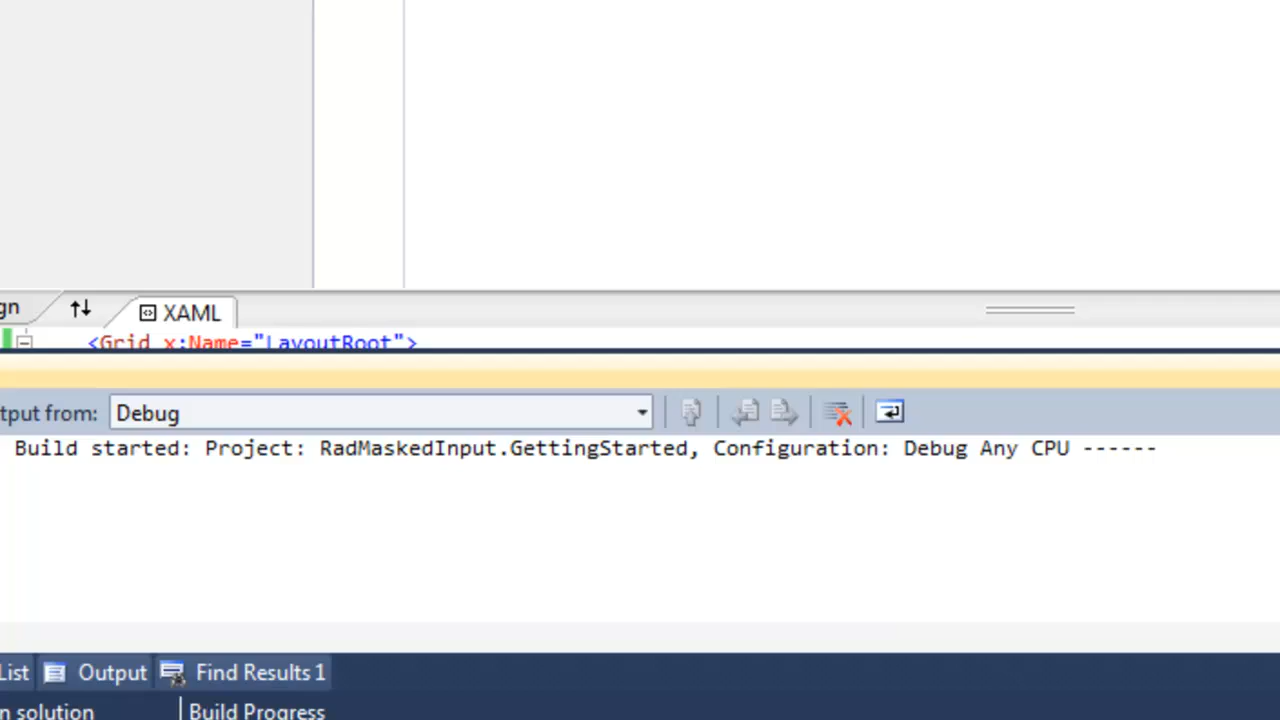 gn
XAML
<Grid x:Name="LayoutRoot">
tput from: Debug
Build started: Project: RadMaskedInput.GettingStarted, Configuration: Debug Any CPU ------
List Output Find Results 1
n solution Build Progress